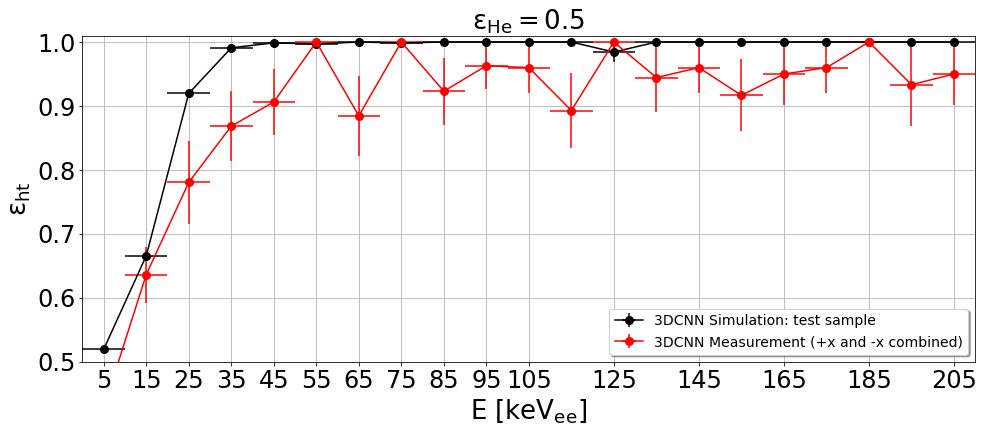 ε_He = 0.5
1.0
0.9
0.8
0.7
0.6
0.5
ε_ht
3DCNN Simulation: test sample
3DCNN Measurement (+x and -x combined)
5 15 25 35 45 55 65 75 85 95 105 125 145 165 185 205
E [keV_ee]